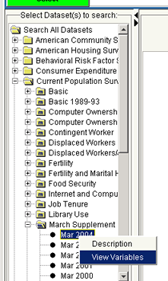 Select
Select Dataset(s) to search:
Search All Datasets
American Community S
American Housing Surv
Behavioral Risk Factor S
Consumer Expenditure
Current Population Surv
Basic
Basic 1989-93
Computer Ownersh
Computer Ownersh
Contingent Worker
Displaced Workers
Displaced Workers/
Fertility
Fertility and Marital H
Food Security
Internet and Compu
Job Tenure
Library Use
March Supplement
Mar 2004
Description
Mar 2
View Variables
Mar 2
Mar 2001
Mar 2000